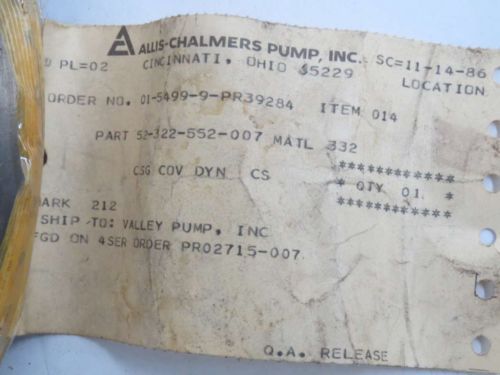 ALLIS-CHALMERS PUMP, INC. SC=11-14-86
PL=02 CINCINNATI, OHIO 45229 LOCATION
ORDER NO. 01-5499-9-PR39284 ITEM 014
PART 52-322-552-007 MATL 332
CSG COV DYN CS ***********
* QTY 01 *
***********
ARK 212
SHIP TO: VALLEY PUMP, INC
FGD ON 4SER ORDER PR02715-007
Q.A. RELEASE